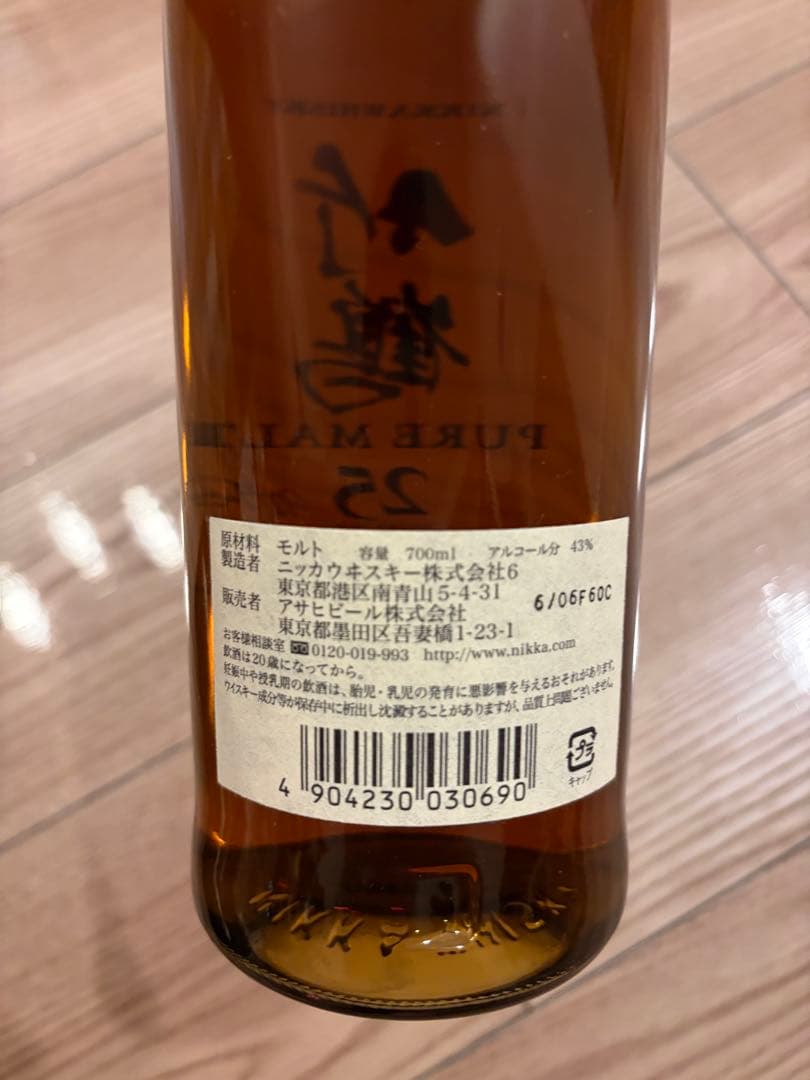 NIKKA WHISKY
竹鶴
PURE MALT
25
原材料 モルト 容量 700ml アルコール分 43%
製造者 ニッカウヰスキー株式会社6
東京都港区南青山5-4-31
販売者 アサヒビール株式会社
東京都墨田区吾妻橋1-23-1
6/06F60C
お客様相談室 0120-019-993 http://www.nikka.com
飲酒は20歳になってから。
妊娠中や授乳期の飲酒は、胎児・乳児の発育に悪影響を与えるおそれがあります。
ウイスキー成分等が保存中に析出し沈澱することがありますが、品質上問題ございません。
プラ
キャップ
4 904230 030690